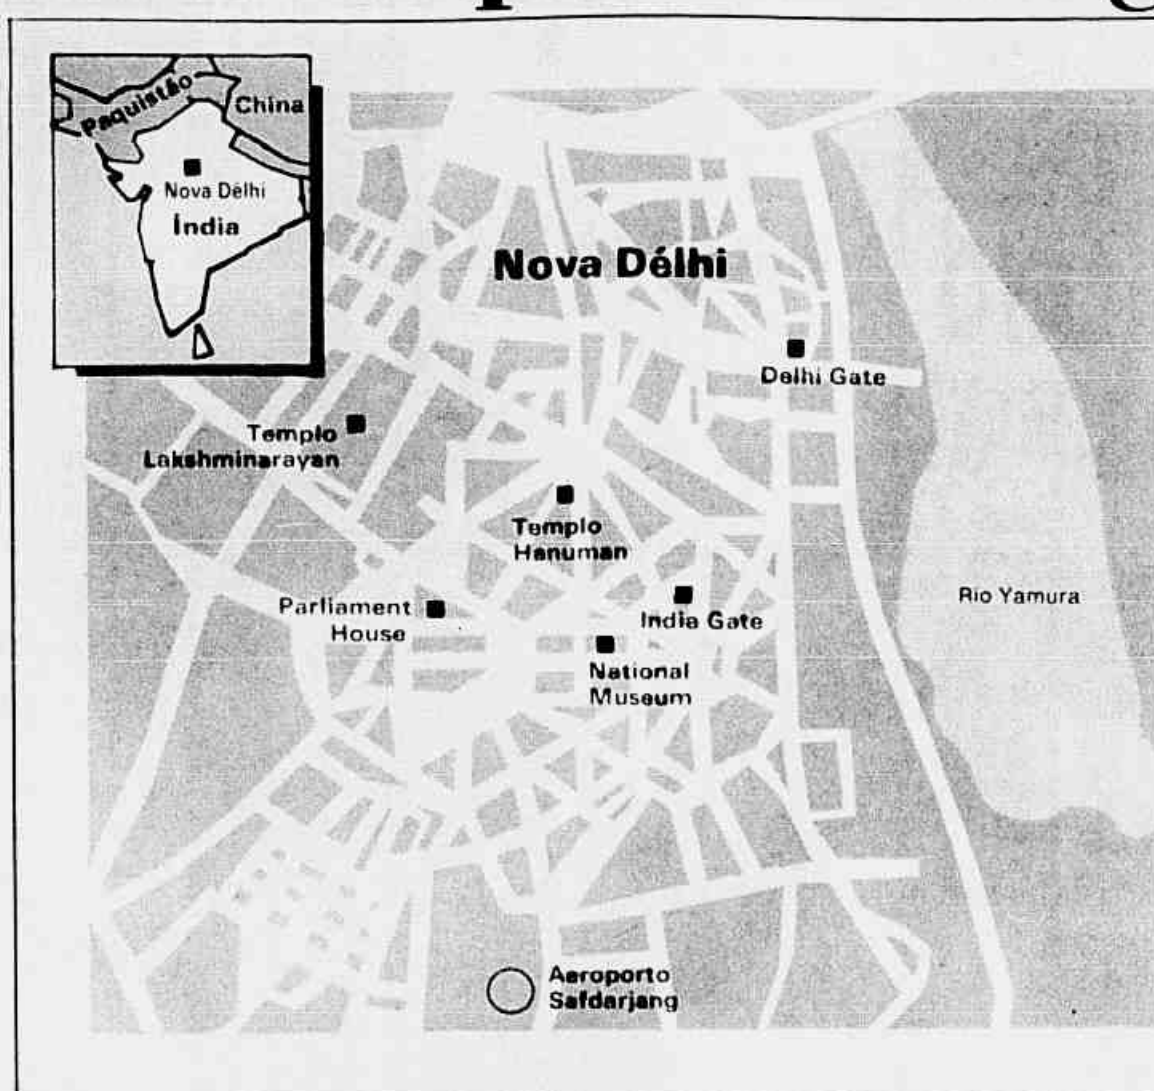 Paquistão
China
Nova Délhi
Índia
Nova Délhi
Delhi Gate
Templo
Lakshminarayan
Templo
Hanuman
Parliament
House
India Gate
Rio Yamura
National
Museum
Aeroporto
Safdarjang